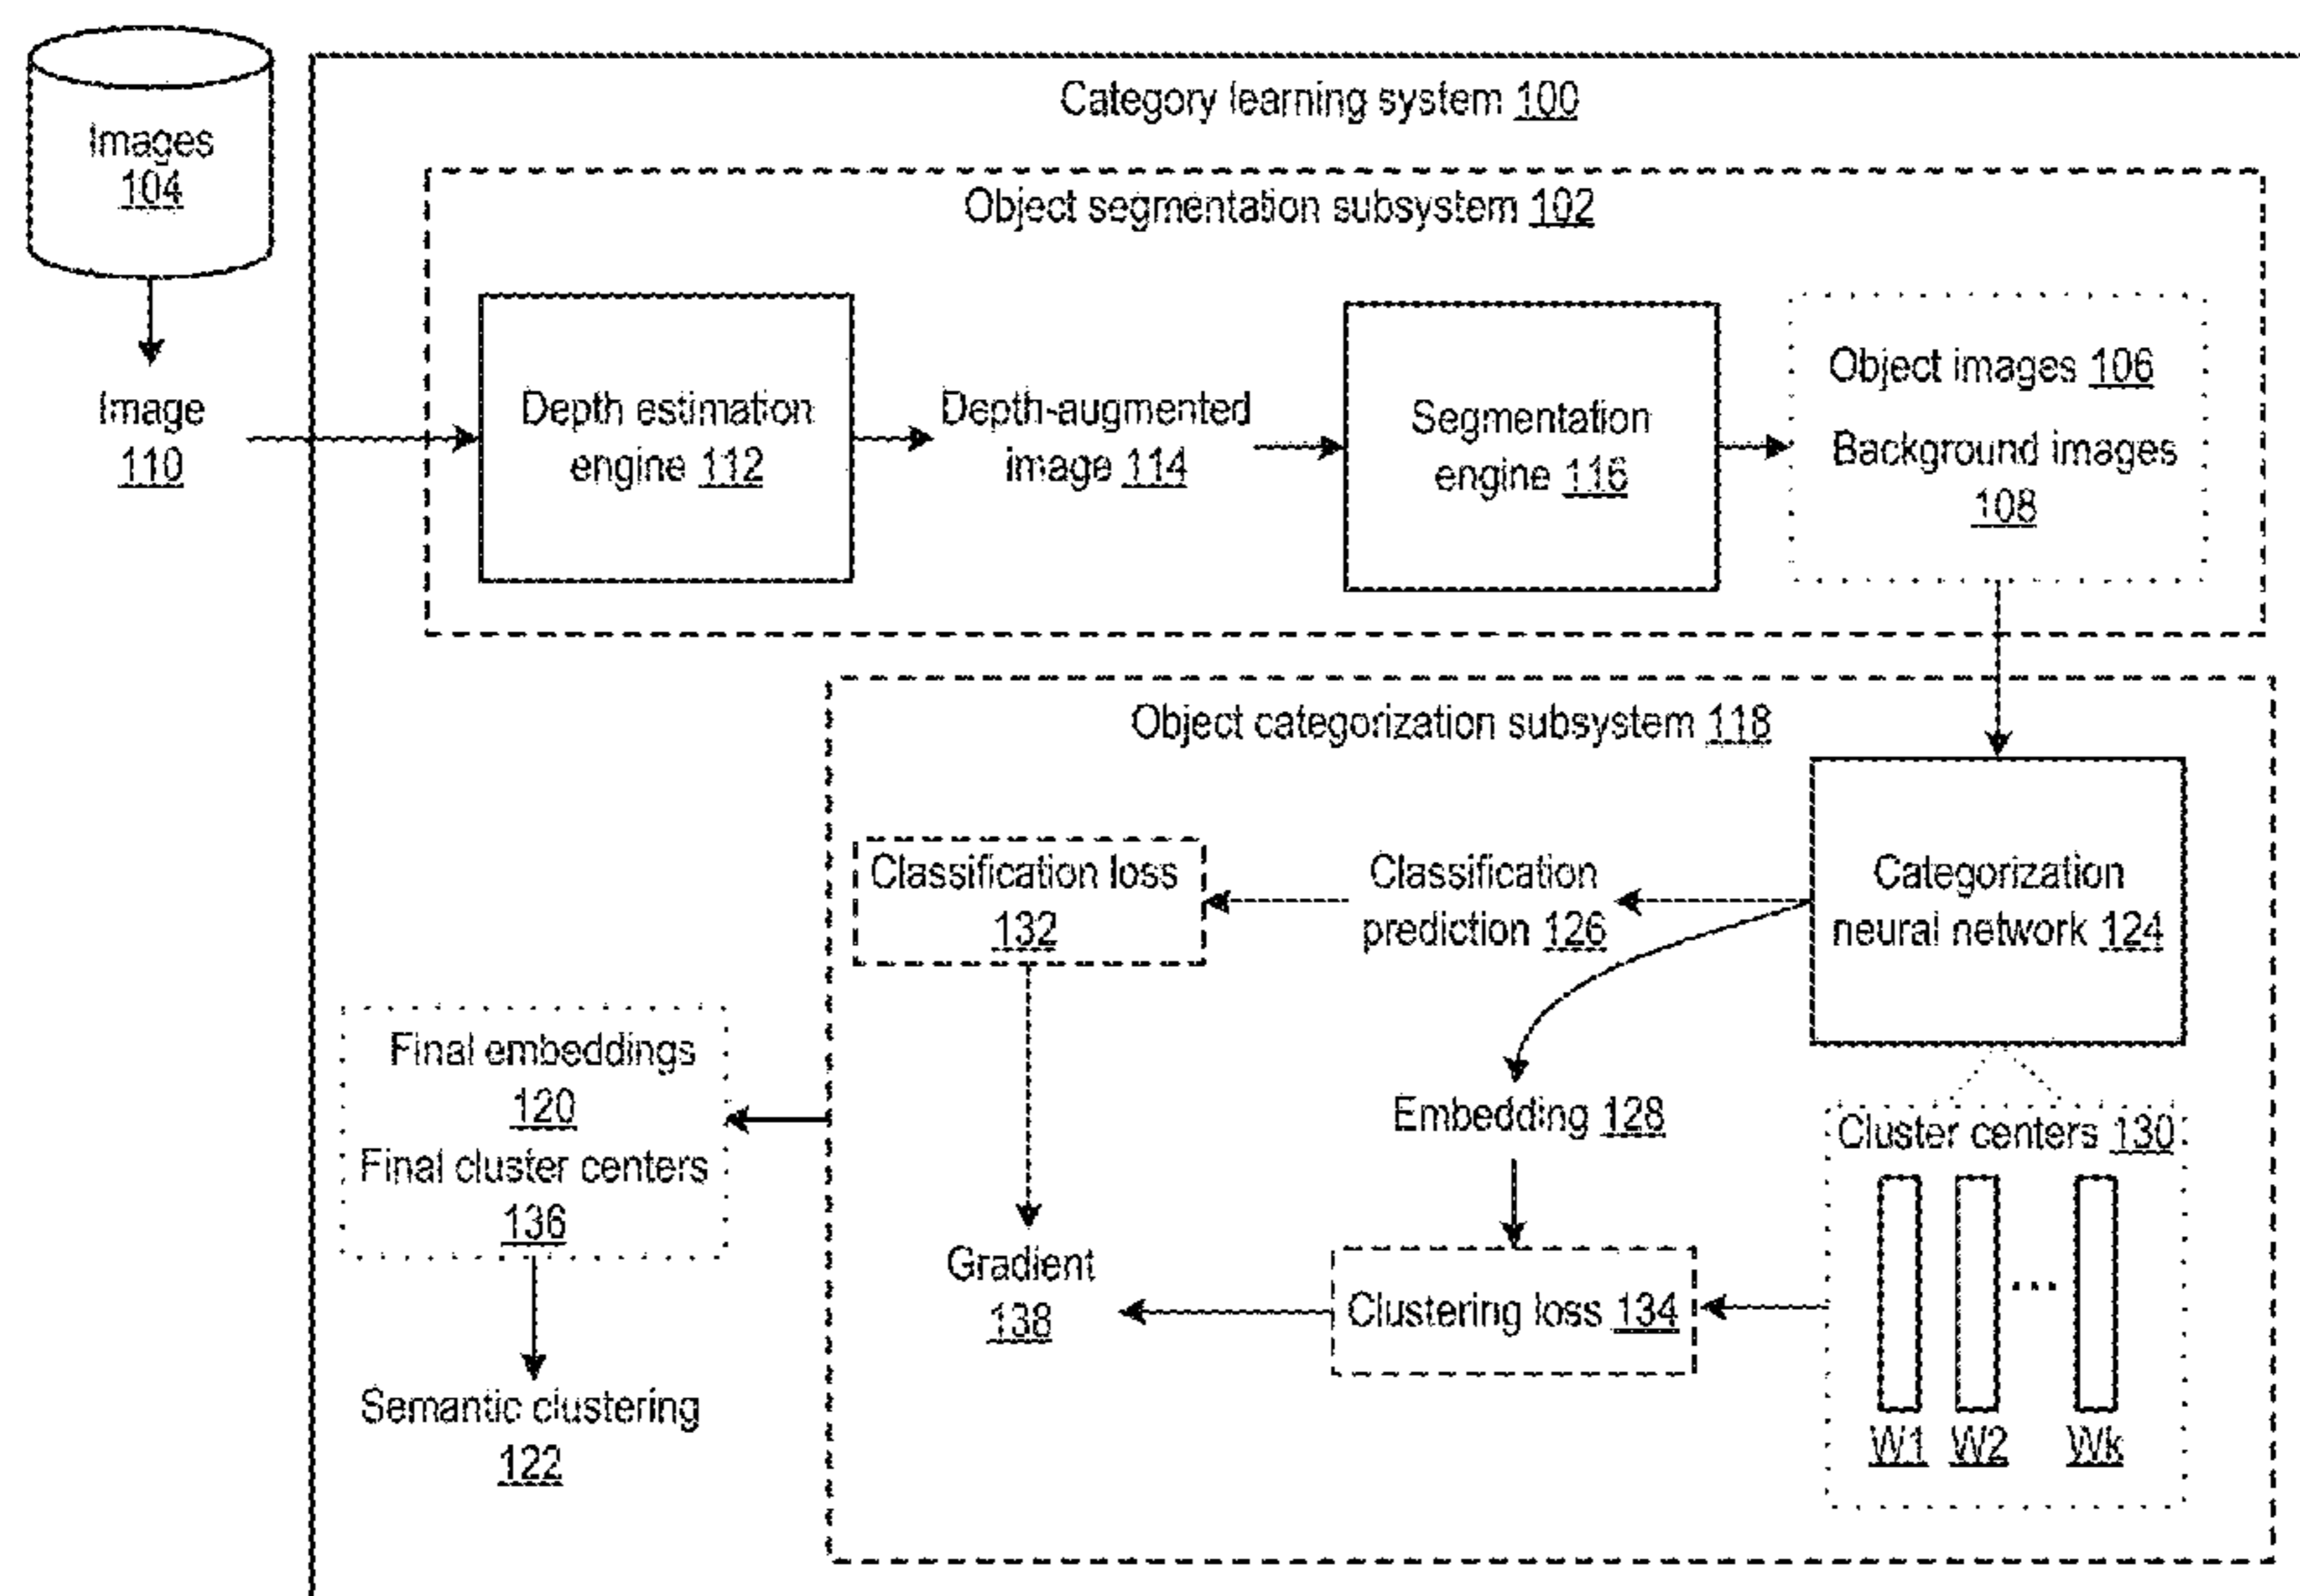 Category learning system 100
Images
104
Object segmentation subsystem 102
Image
110
Depth estimation
engine 112
Depth-augmented
image 114
Segmentation
engine 116
Object images 106
Background images
108
Object categorization subsystem 118
Classification loss
132
Classification
prediction 126
Categorization
neural network 124
Final embeddings
120
Final cluster centers
136
Embedding 128
Cluster centers 130
Gradient
138
Clustering loss 134
...
W1 W2 Wk
Semantic clustering
122